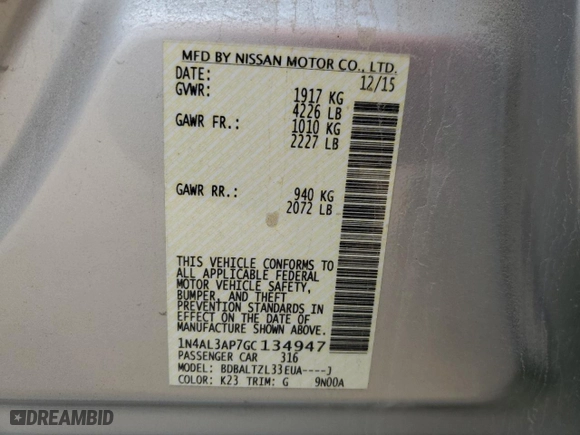 MFD BY NISSAN MOTOR CO., LTD.
DATE: 12/15
GVWR: 1917 KG
4226 LB
GAWR FR.: 1010 KG
2227 LB
GAWR RR.: 940 KG
2072 LB
THIS VEHICLE CONFORMS TO
ALL APPLICABLE FEDERAL
MOTOR VEHICLE SAFETY,
BUMPER, AND THEFT
PREVENTION STANDARDS IN
EFFECT ON THE DATE OF
MANUFACTURE SHOWN ABOVE.
1N4AL3AP7GC134947
PASSENGER CAR 316
MODEL: BDBALTZL33EUA----J
COLOR: K23 TRIM: G 9N00A
DREAMBID